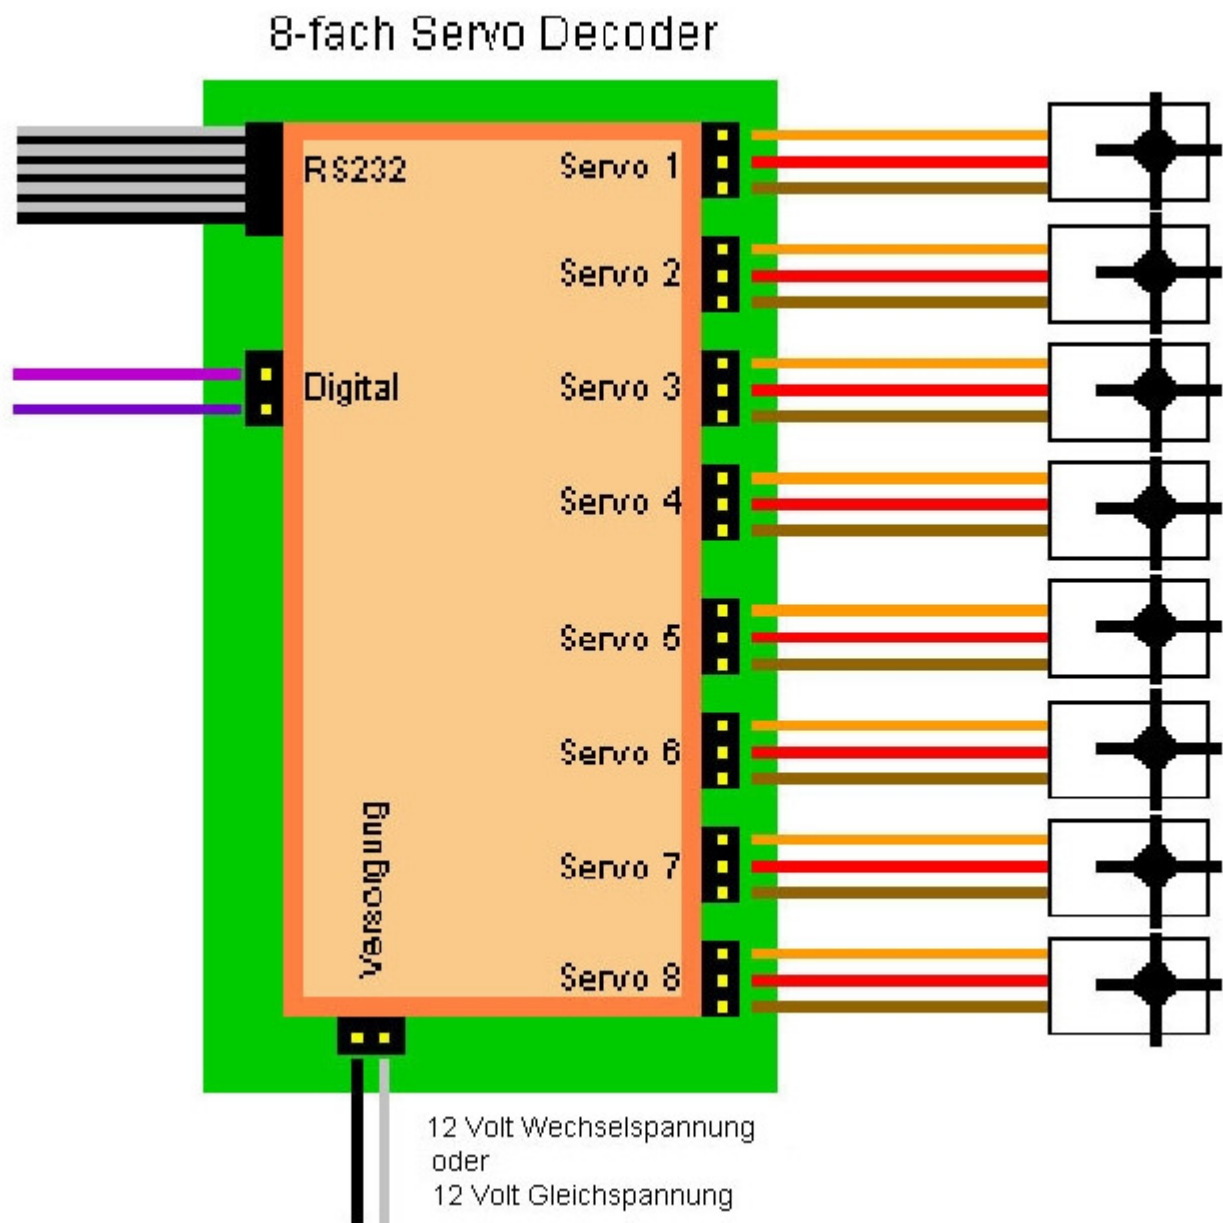 8-fach Servo Decoder
RS232
Digital
Versorgung
Servo 1
Servo 2
Servo 3
Servo 4
Servo 5
Servo 6
Servo 7
Servo 8
12 Volt Wechselspannung
oder
12 Volt Gleichspannung